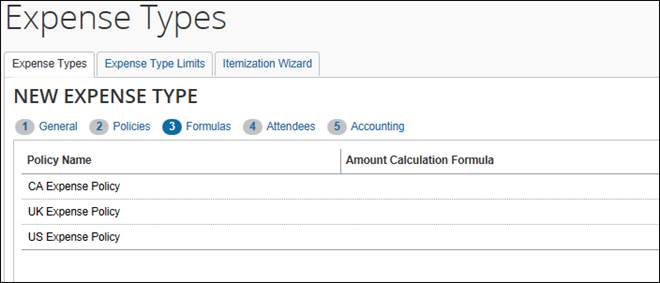 Expense Types
Expense Types Expense Type Limits Itemization Wizard
NEW EXPENSE TYPE
1 General 2 Policies 3 Formulas 4 Attendees 5 Accounting
Policy Name Amount Calculation Formula
CA Expense Policy
UK Expense Policy
US Expense Policy